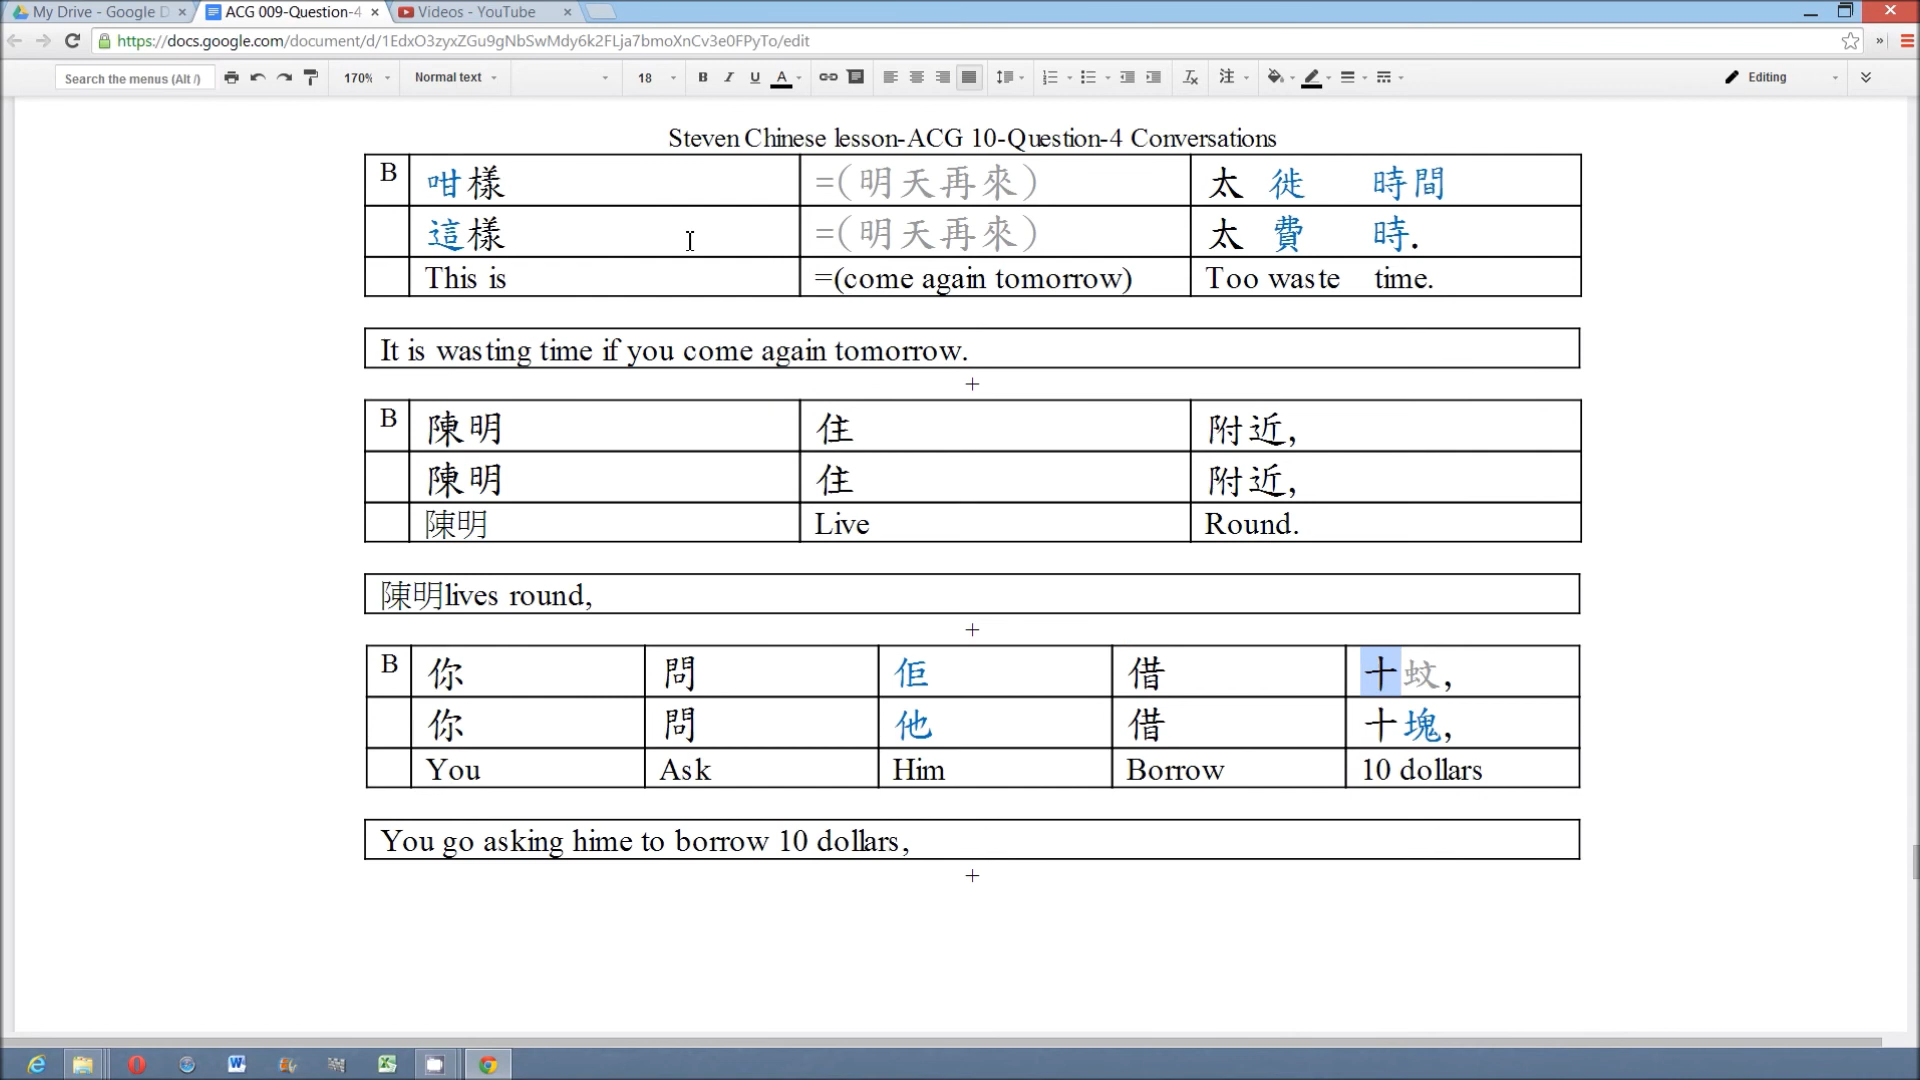 My Drive - Google D
ACG 009-Question-4
Videos - YouTube
https://docs.google.com/document/d/1EdxO3zyxZGu9gNbSwMdy6k2FLja7bmoXnCv3e0FPyTo/edit
Search the menus (Alt /) 170% Normal text 18 B I U A 注 Editing
Steven Chinese lesson-ACG 10-Question-4 Conversations
B 咁樣 =(明天再來) 太 徙 時間
這樣 =(明天再來) 太 費 時.
This is =(come again tomorrow) Too waste time.
It is wasting time if you come again tomorrow.
+
B 陳明 住 附近,
陳明 住 附近,
陳明 Live Round.
陳明lives round,
+
B 你 問 佢 借 十蚊,
你 問 他 借 十塊,
You Ask Him Borrow 10 dollars
You go asking hime to borrow 10 dollars,
+